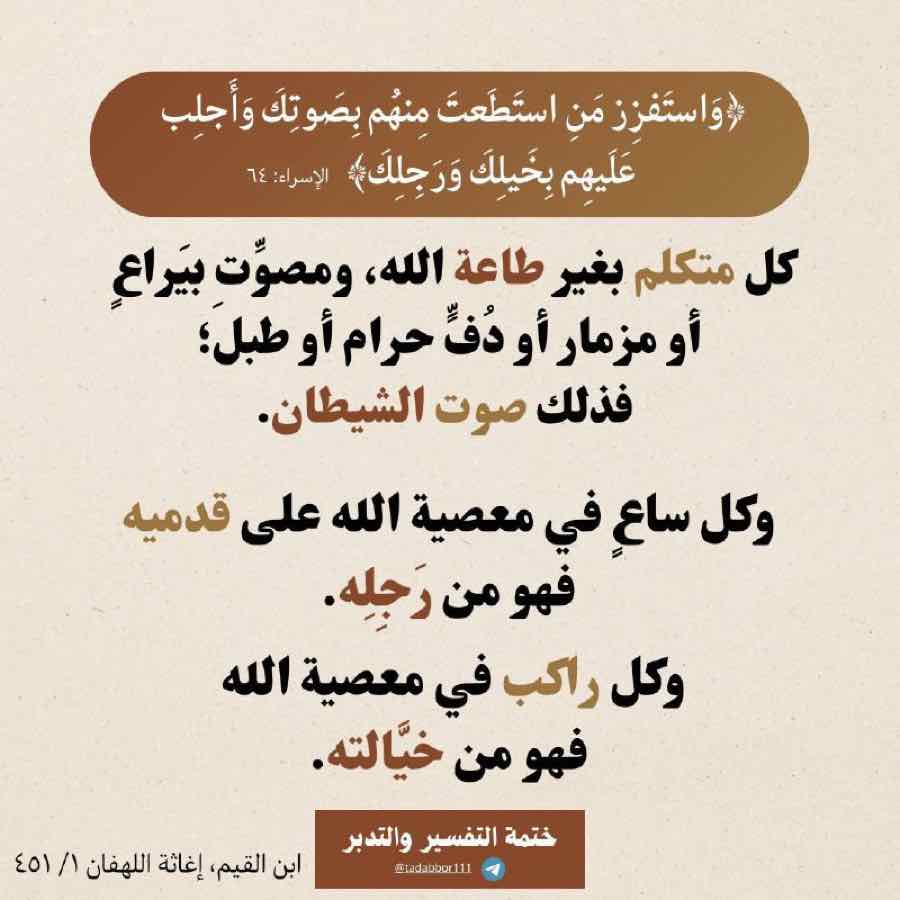 ﴿وَاستَفْزِز مَنِ استَطَعتَ مِنهُم بِصَوتِكَ وَأَجلِب
عَلَيهِم بِخَيلِكَ وَرَجِلِكَ﴾ الإسراء: ٦٤
كل متكلم بغير طاعة الله، ومصوِّتِ بيَراعٍ
أو مزمار أو دُفٍّ حرام أو طبل؛
فذلك صوت الشيطان.
وكل ساعٍ في معصية الله على قدميه
فهو من رَجِلِه.
وكل راكب في معصية الله
فهو من خيَّالته.
ختمة التفسير والتدبر
@tadabbor111
ابن القيم، إغاثة اللهفان ١/ ٤٥١